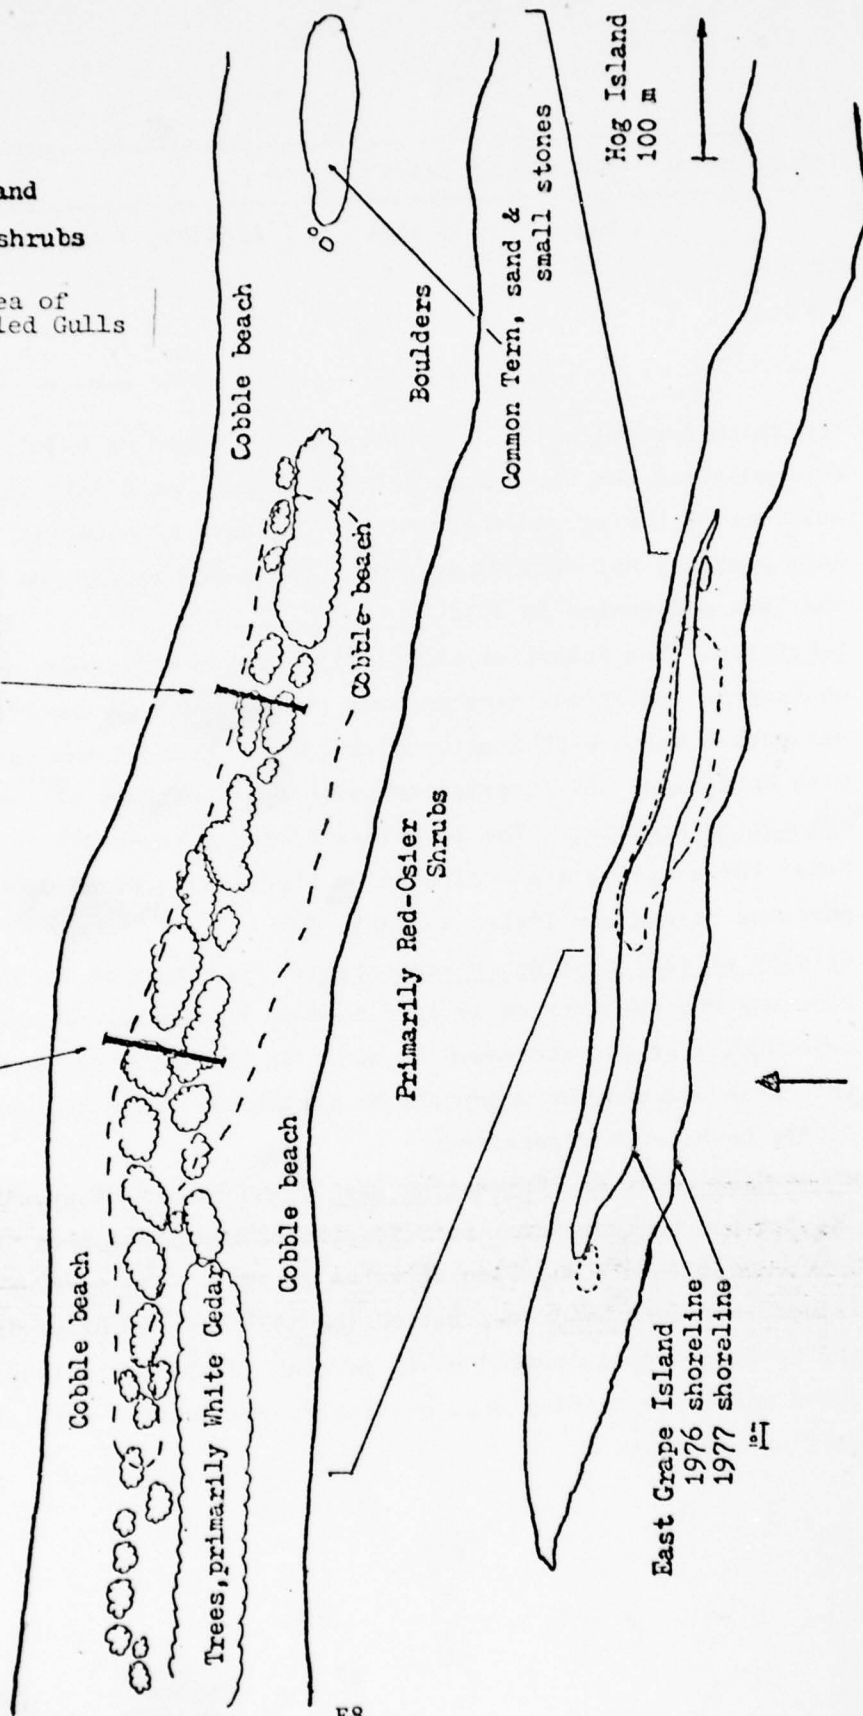 and
shrubs
ea of
led Gulls
Cobble beach
Boulders
Common Tern, sand &
small stones
Hog Island
100 m
Cobble beach
Primarily Red-Osier
Shrubs
Cobble beach
Cobble beach
Trees, primarily White Cedar
East Grape Island
1976 shoreline
1977 shoreline
10 m
E8